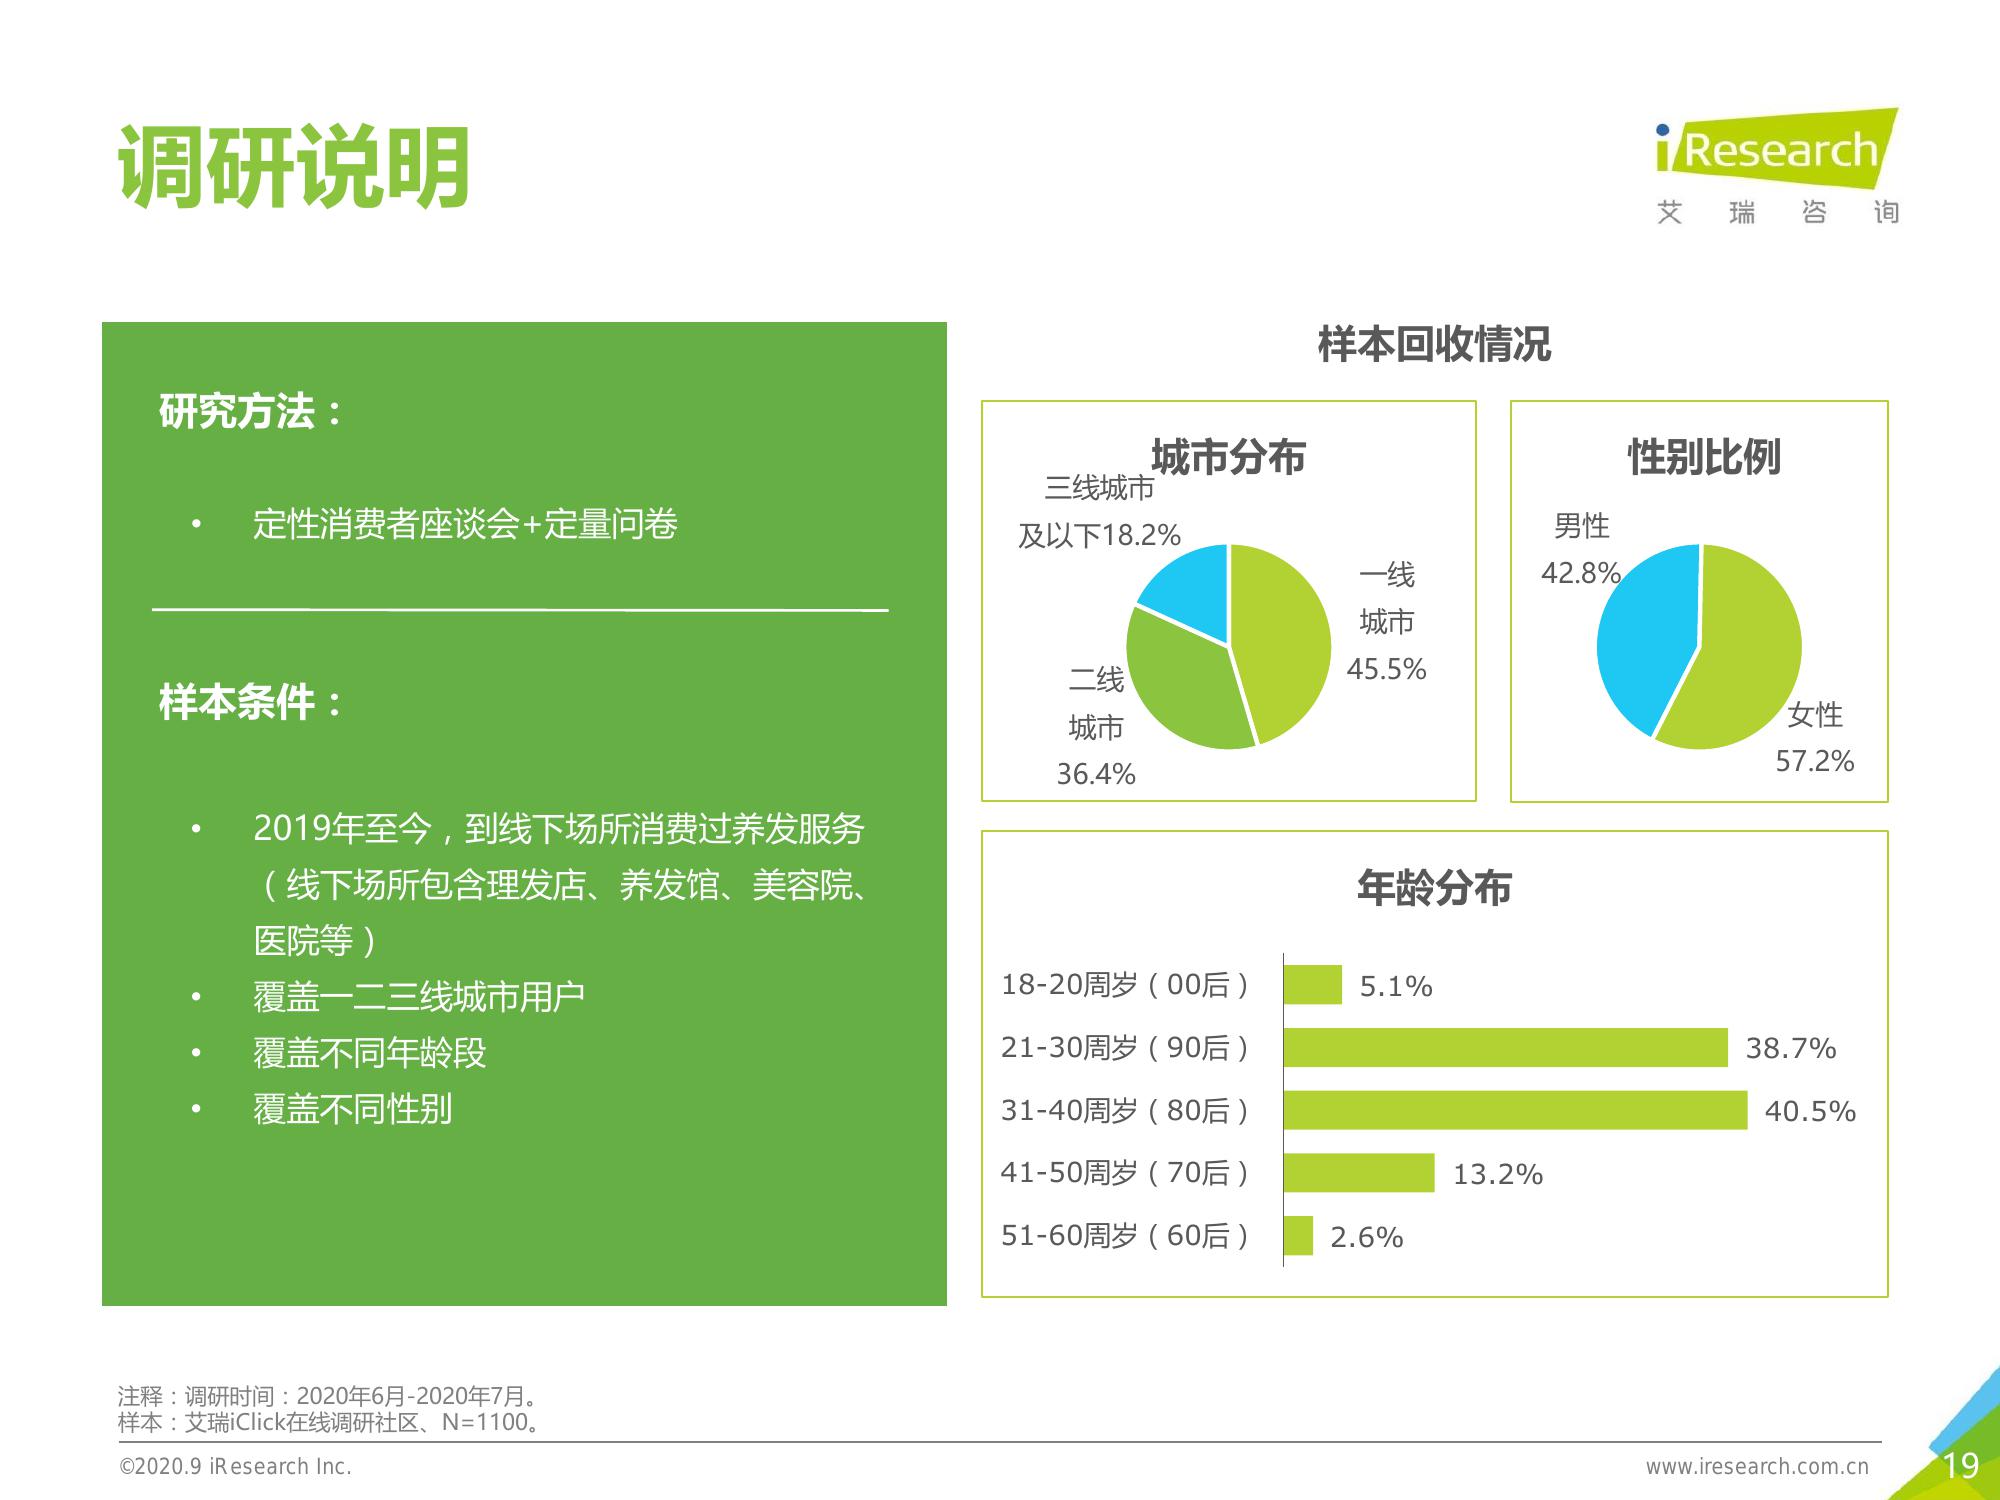 调研说明
iResearch
艾瑞咨询
研究方法：
• 定性消费者座谈会+定量问卷
样本条件：
• 2019年至今，到线下场所消费过养发服务
（线下场所包含理发店、养发馆、美容院、
医院等）
• 覆盖一二三线城市用户
• 覆盖不同年龄段
• 覆盖不同性别
样本回收情况
城市分布
三线城市
及以下18.2%
一线
城市
45.5%
二线
城市
36.4%
性别比例
男性
42.8%
女性
57.2%
年龄分布
18-20周岁（00后） 5.1%
21-30周岁（90后） 38.7%
31-40周岁（80后） 40.5%
41-50周岁（70后） 13.2%
51-60周岁（60后） 2.6%
注释：调研时间：2020年6月-2020年7月。
样本：艾瑞iClick在线调研社区、N=1100。
©2020.9 iResearch Inc.
www.iresearch.com.cn
19